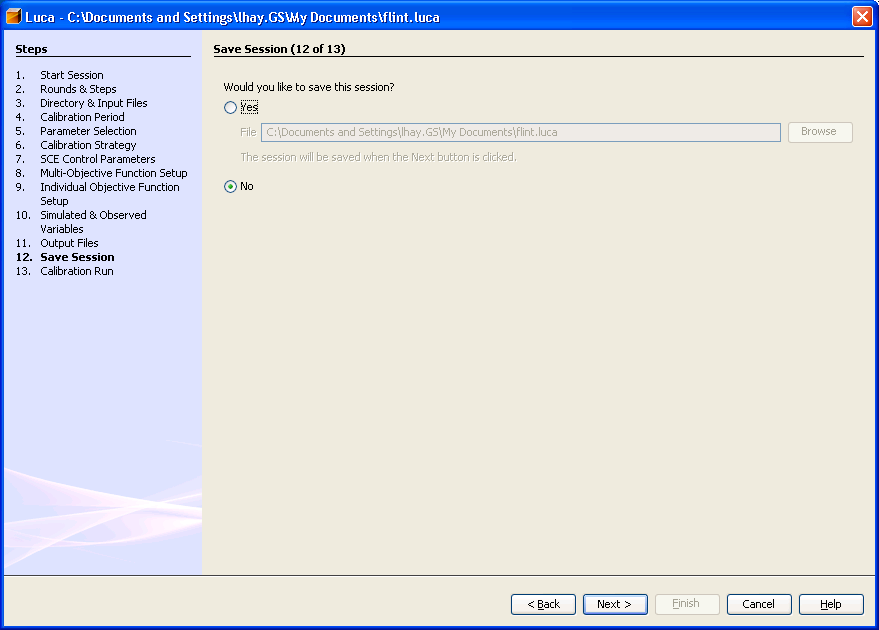 Luca - C:\Documents and Settings\lhay.GS\My Documents\flint.luca
Steps
1. Start Session
2. Rounds & Steps
3. Directory & Input Files
4. Calibration Period
5. Parameter Selection
6. Calibration Strategy
7. SCE Control Parameters
8. Multi-Objective Function Setup
9. Individual Objective Function
Setup
10. Simulated & Observed
Variables
11. Output Files
12. Save Session
13. Calibration Run
Save Session (12 of 13)
Would you like to save this session?
Yes
File C:\Documents and Settings\lhay.GS\My Documents\flint.luca Browse
The session will be saved when the Next button is clicked.
No
< Back Next > Finish Cancel Help